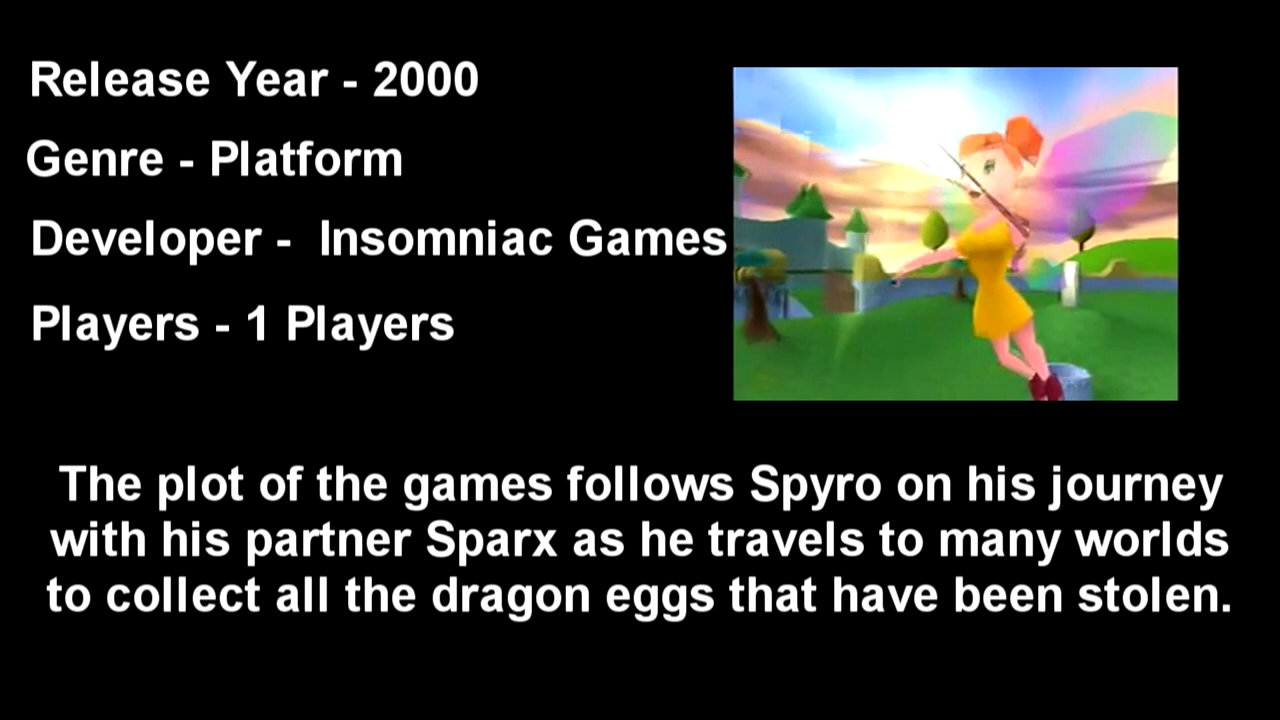 Release Year - 2000
Genre - Platform
Developer -  Insomniac Games
Players - 1 Players
The plot of the games follows Spyro on his journey
with his partner Sparx as he travels to many worlds
to collect all the dragon eggs that have been stolen.